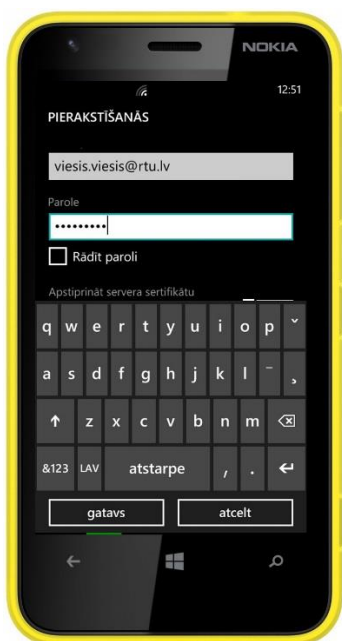 NOKIA
12:51
PIERAKSTĪŠANĀS
viesis.viesis@rtu.lv
Parole
•••••••••
Rādīt paroli
Apstiprināt servera sertifikātu
q w e r t y u i o p ˇ
a s d f g h j k l ¯ ¸
z x c v b n m
&123 LAV atstarpe , .
gatavs atcelt